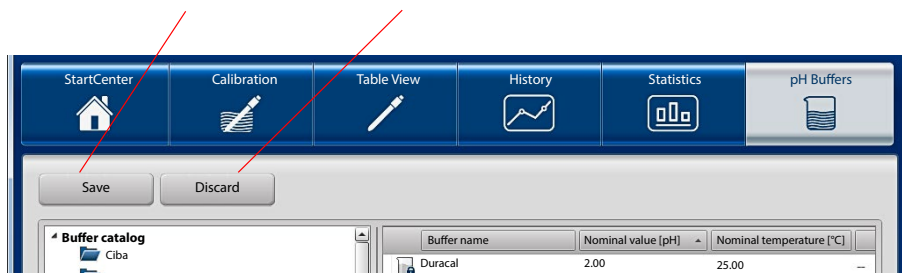 StartCenter Calibration Table View History Statistics pH Buffers
Save Discard
Buffer catalog
Ciba
Buffer name Nominal value [pH] Nominal temperature [°C]
Duracal 2.00 25.00 --